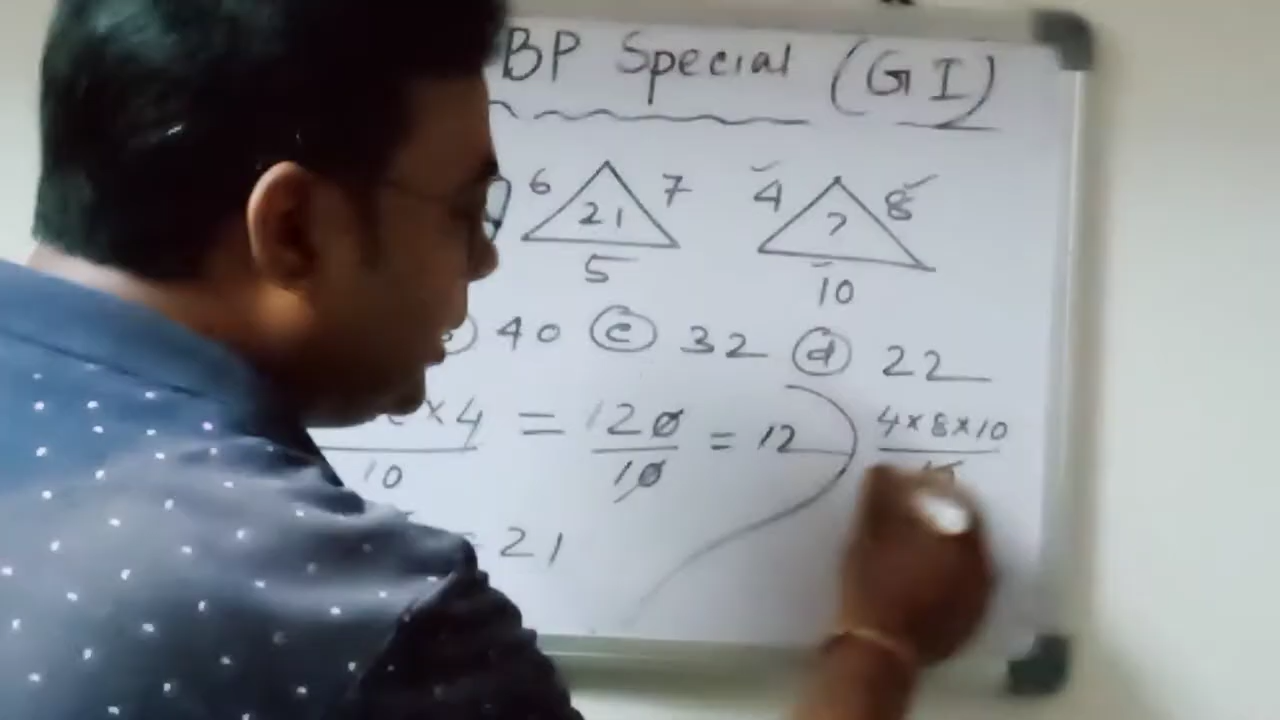 BP Special (GI)
6 21 7 4 ? 8
5 10
40 (c) 32 (d) 22
×4 = 120 = 12 4×8×10
10 10
= 21